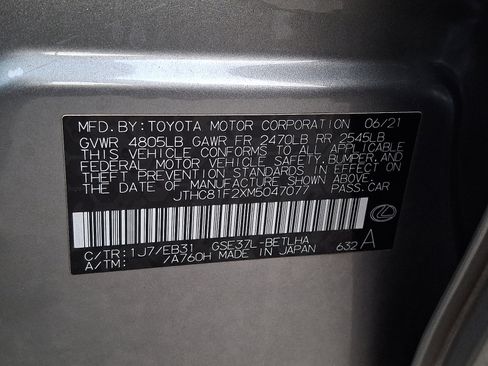 MFD. BY: TOYOTA MOTOR CORPORATION 06/21
GVWR 4805LB GAWR FR 2470LB RR 2545LB
THIS VEHICLE CONFORMS TO ALL APPLICABLE
FEDERAL MOTOR VEHICLE SAFETY, BUMPER, AND
THEFT PREVENTION STANDARDS IN EFFECT ON
THE DATE OF MANUFACTURE SHOWN ABOVE.
JTHC81F2XM5047077 PASS.CAR
C/TR: 1J7/EB31 GSE37L-BETLHA
A/TM: /A760H MADE IN JAPAN 632 A